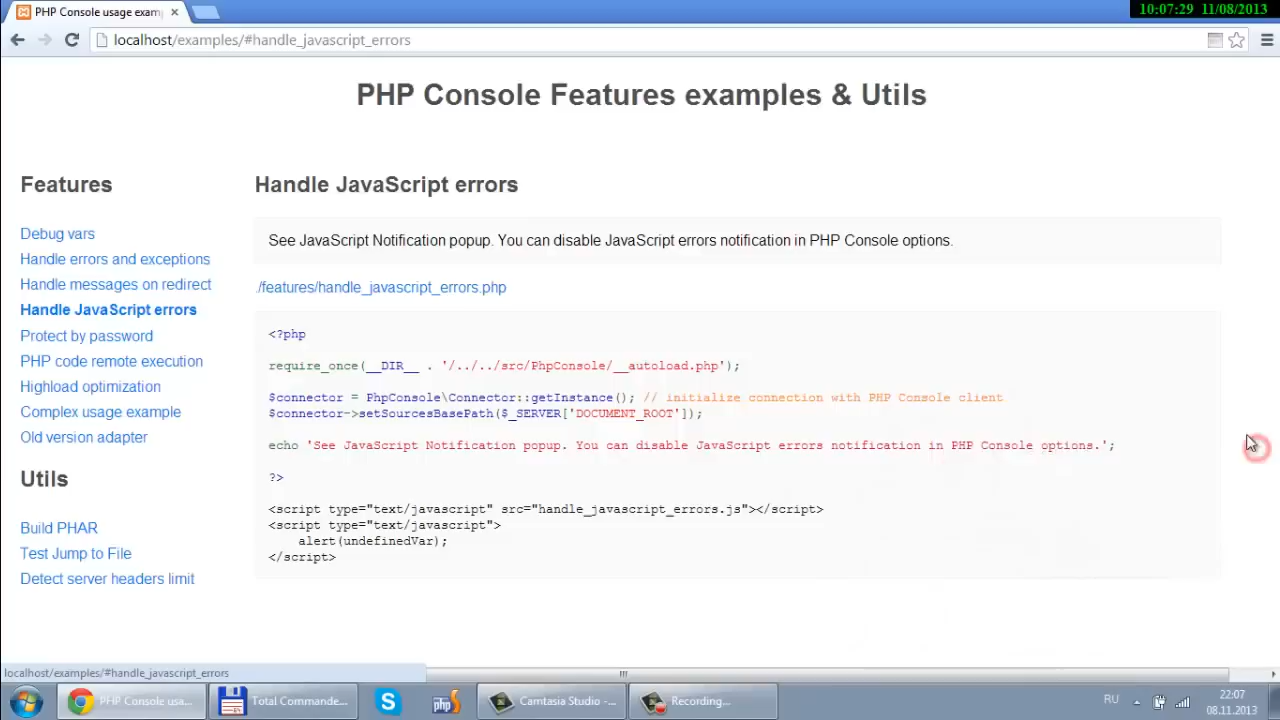 PHP Console usage exam
10:07:29 11/08/2013
localhost/examples/#handle_javascript_errors
PHP Console Features examples & Utils
Features
Debug vars
Handle errors and exceptions
Handle messages on redirect
Handle JavaScript errors
Protect by password
PHP code remote execution
Highload optimization
Complex usage example
Old version adapter
Utils
Build PHAR
Test Jump to File
Detect server headers limit
Handle JavaScript errors
See JavaScript Notification popup. You can disable JavaScript errors notification in PHP Console options.
./features/handle_javascript_errors.php
<?php
require_once(__DIR__ . '/../../src/PhpConsole/__autoload.php');
$connector = PhpConsole\Connector::getInstance(); // initialize connection with PHP Console client
$connector->setSourcesBasePath($_SERVER['DOCUMENT_ROOT']);
echo 'See JavaScript Notification popup. You can disable JavaScript errors notification in PHP Console options.';
?>
<script type="text/javascript" src="handle_javascript_errors.js"></script>
<script type="text/javascript">
alert(undefinedVar);
</script>
localhost/examples/#handle_javascript_errors
PHP Console usa...
Total Commande...
php
Camtasia Studio -...
Recording...
RU
22:07
08.11.2013